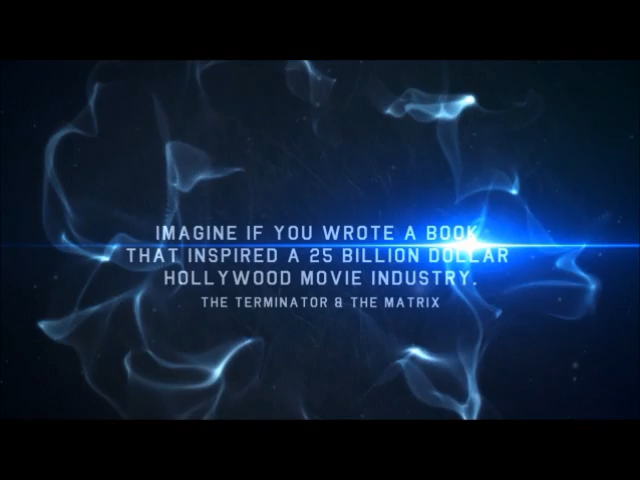 IMAGINE IF YOU WROTE A BOOK
THAT INSPIRED A 25 BILLION DOLLAR
HOLLYWOOD MOVIE INDUSTRY.
THE TERMINATOR & THE MATRIX